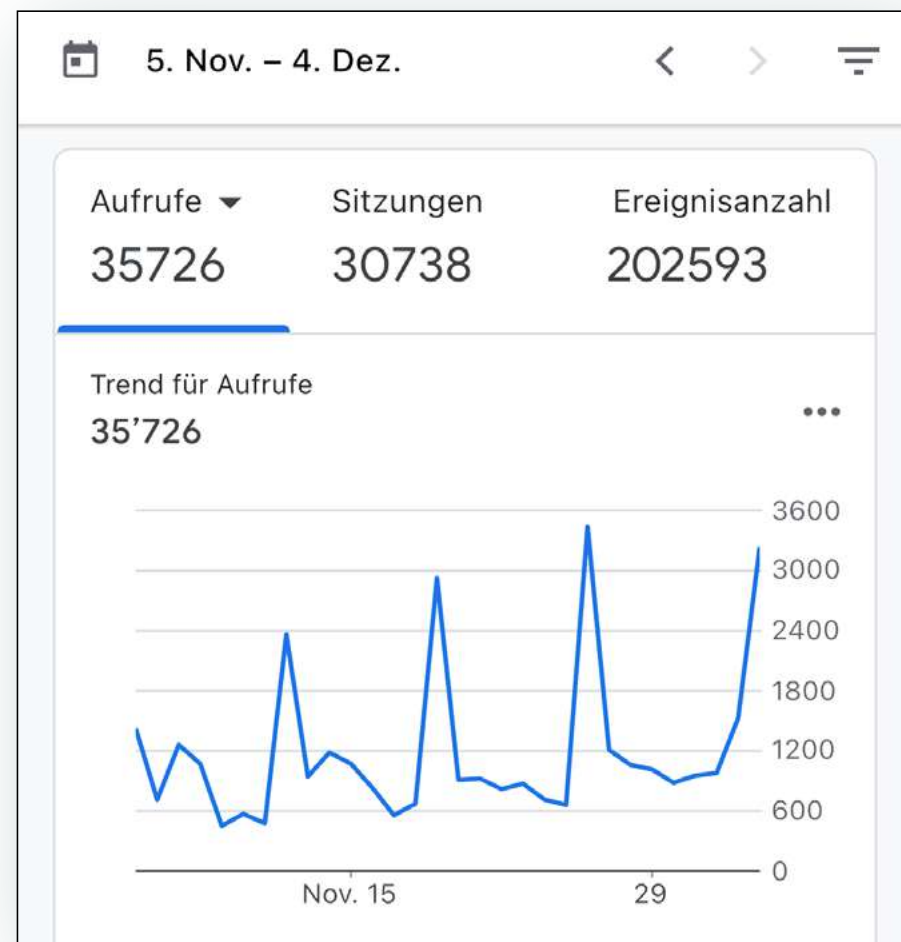 5. Nov. – 4. Dez.
Aufrufe Sitzungen Ereignisanzahl
35726 30738 202593
Trend für Aufrufe
35’726
3600
3000
2400
1800
1200
600
0
Nov. 15 29